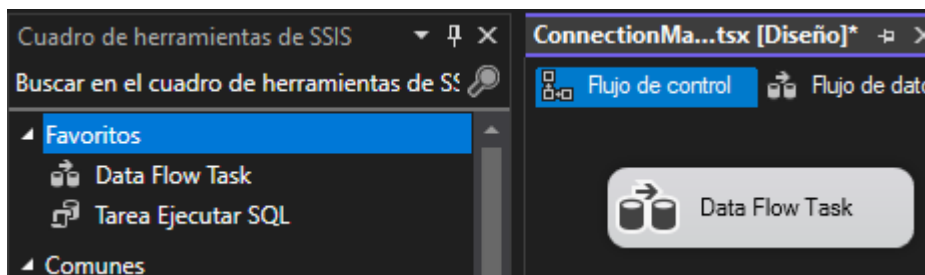 Cuadro de herramientas de SSIS
Buscar en el cuadro de herramientas de
Favoritos
Data Flow Task
Tarea Ejecutar SQL
Comunes
ConnectionMa...tsx [Diseño]*
Flujo de control
Flujo de dato
Data Flow Task